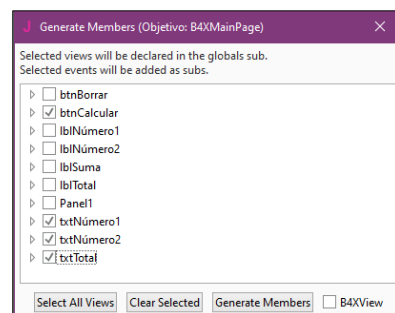 Generate Members (Objetivo: B4XMainPage)
Selected views will be declared in the globals sub.
Selected events will be added as subs.
btnBorrar
btnCalcular
lblNúmero1
lblNúmero2
lblSuma
lblTotal
Panel1
txtNúmero1
txtNúmero2
txtTotal
Select All Views Clear Selected Generate Members B4XView